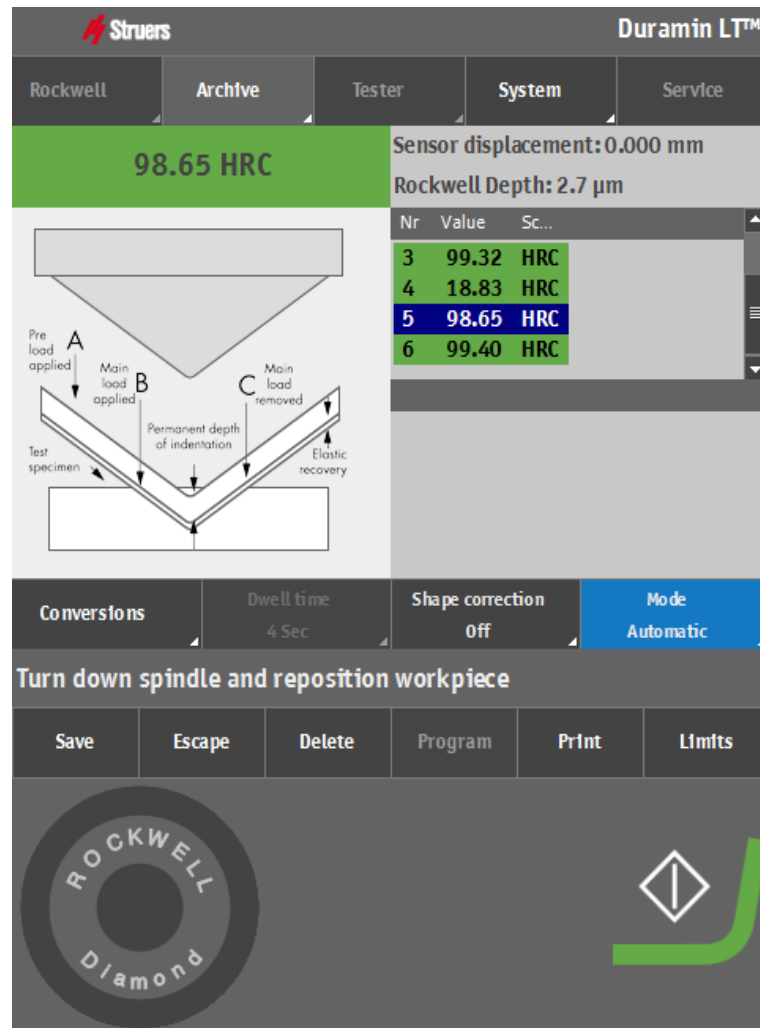 Struers
Duramin LT™
Rockwell Archive Tester System Service
98.65 HRC
Sensor displacement: 0.000 mm
Rockwell Depth: 2.7 µm
Nr Value Sc...
3 99.32 HRC
4 18.83 HRC
5 98.65 HRC
6 99.40 HRC
Pre
load
applied
A
Main
load
applied
B
C
Main
load
removed
Permanent depth
of indentation
Test
specimen
Elastic
recovery
Conversions
Dwell time
4 Sec
Shape correction
Off
Mode
Automatic
Turn down spindle and reposition workpiece
Save Escape Delete Program Print Limits
ROCKWELL
Diamond